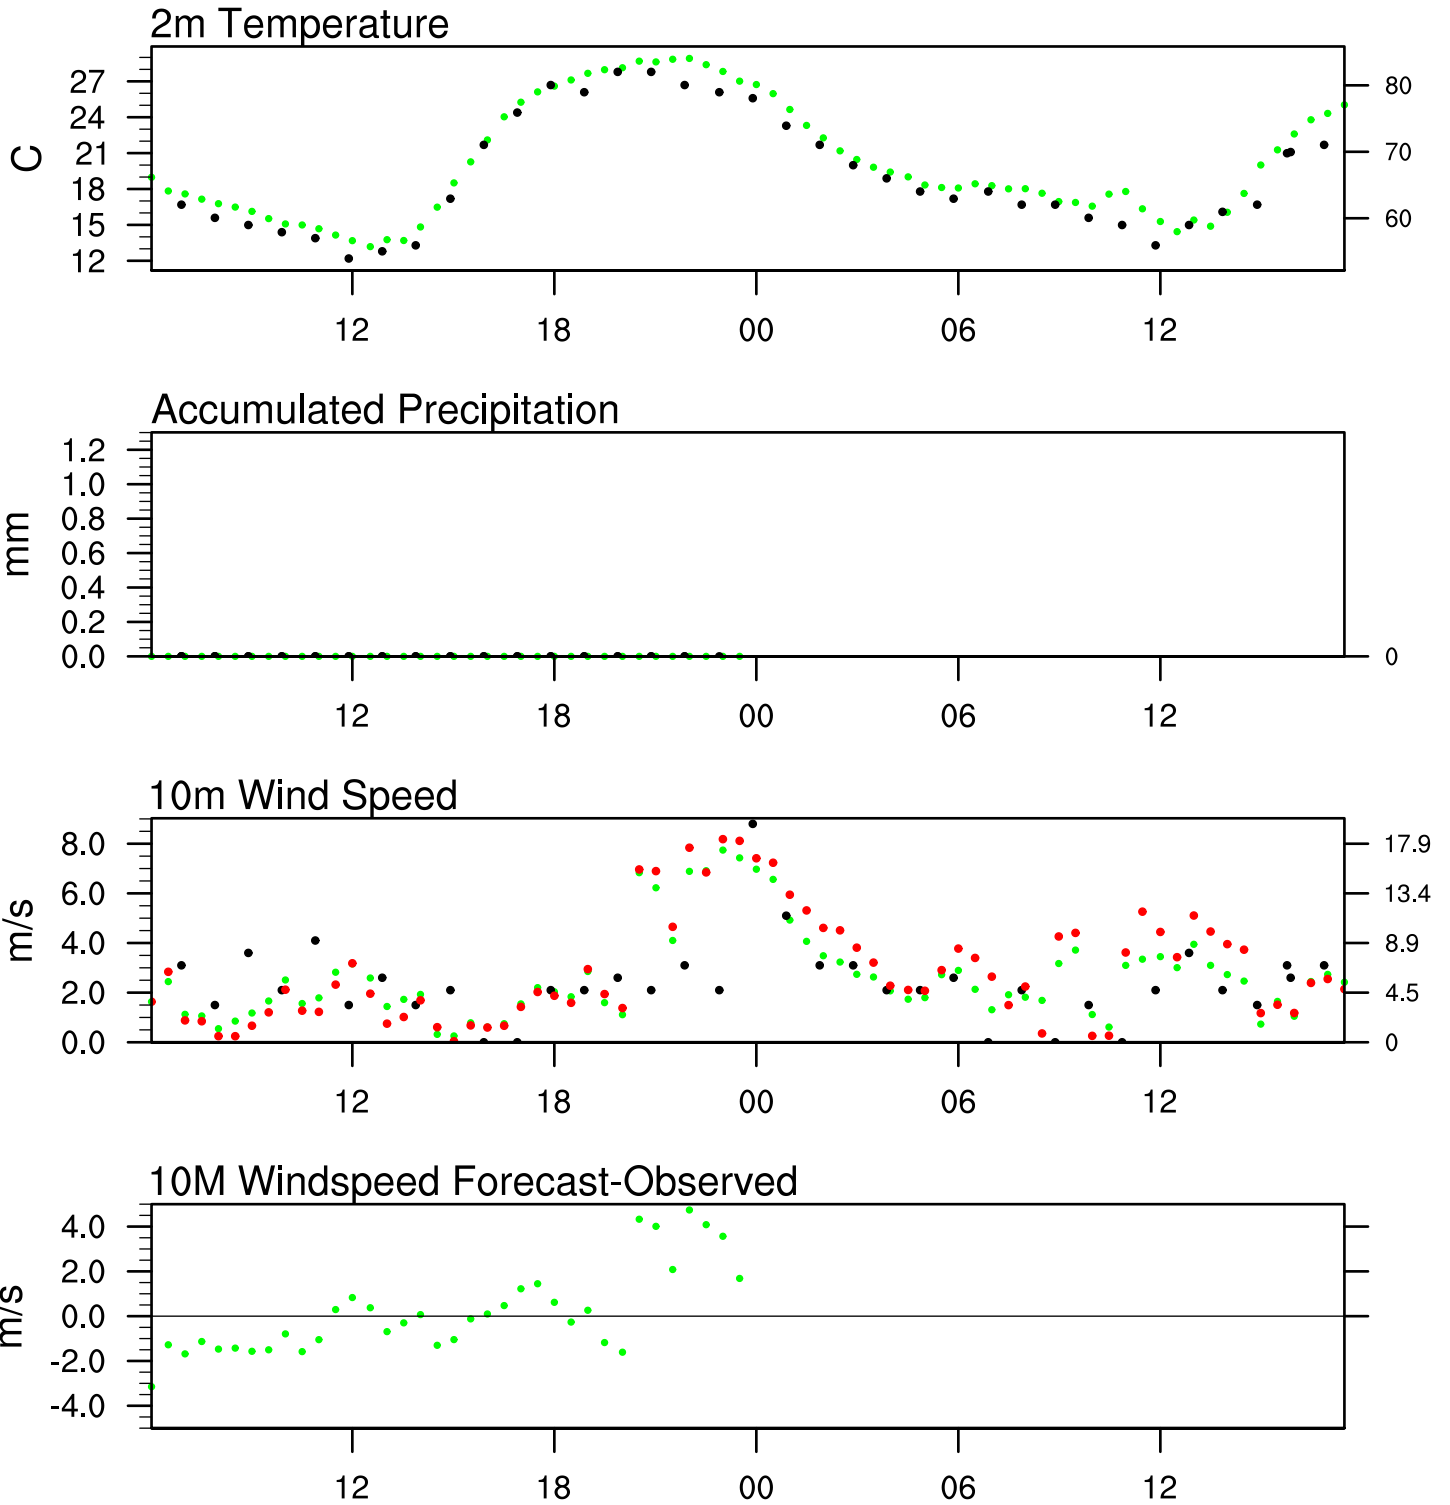 2m Temperature
27
24
21
18
15
12
C
80
70
60
12 18 00 06 12
Accumulated Precipitation
1.2
1.0
0.8
0.6
0.4
0.2
0.0
mm
0
12 18 00 06 12
10m Wind Speed
8.0
6.0
4.0
2.0
0.0
m/s
17.9
13.4
8.9
4.5
0
12 18 00 06 12
10M Windspeed Forecast-Observed
4.0
2.0
0.0
-2.0
-4.0
m/s
12 18 00 06 12